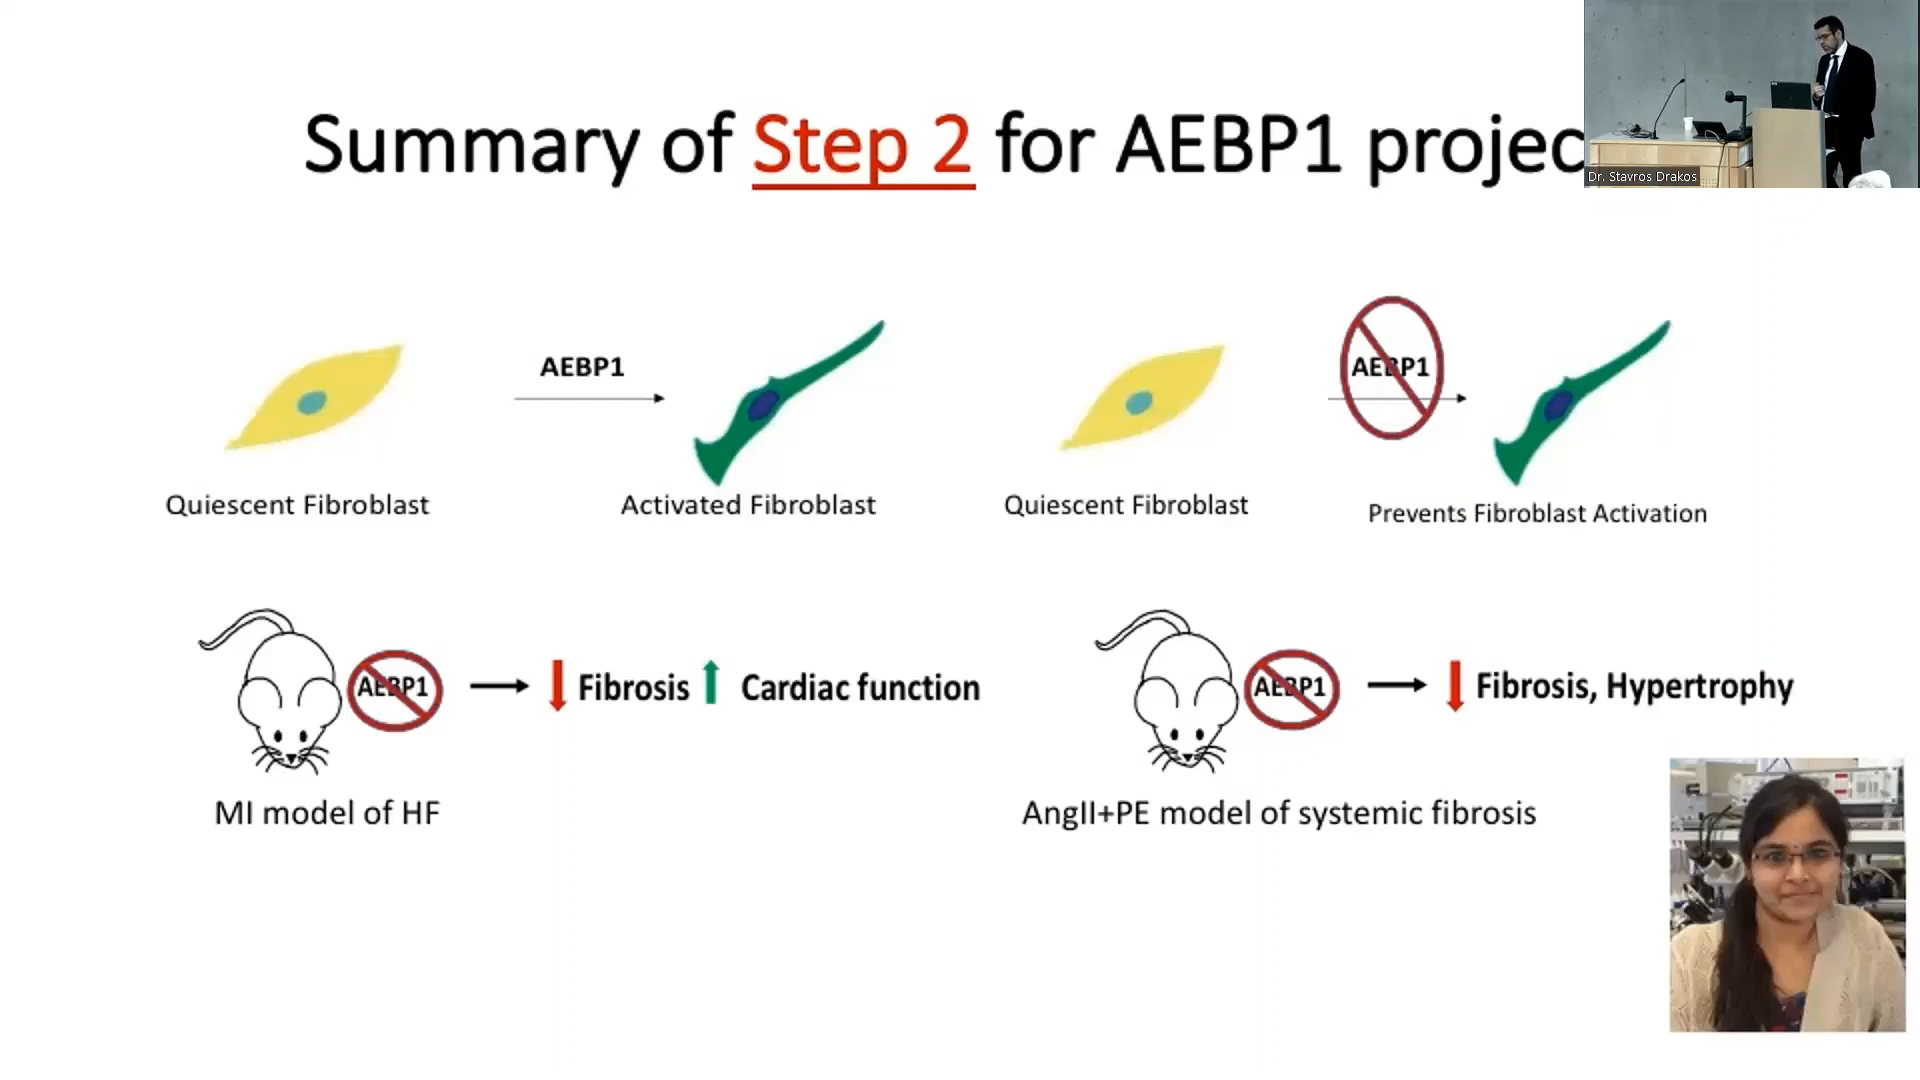 Summary of Step 2 for AEBP1 projec
Dr. Stavros Drakos
AEBP1
AEBP1
Quiescent Fibroblast
Activated Fibroblast
Quiescent Fibroblast
Prevents Fibroblast Activation
AEBP1
Fibrosis
Cardiac function
AEBP1
Fibrosis, Hypertrophy
MI model of HF
AngII+PE model of systemic fibrosis